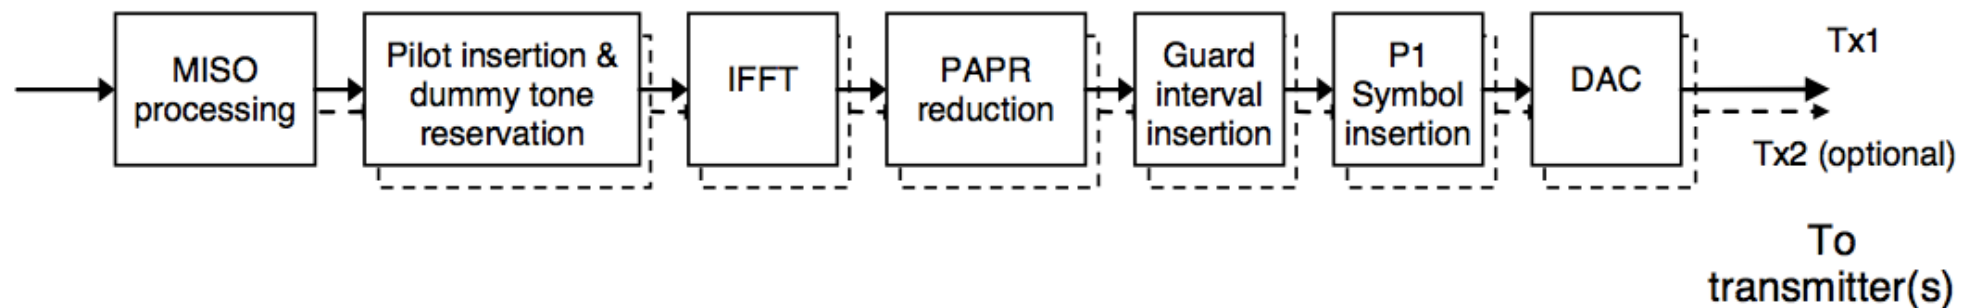 MISO
processing
Pilot insertion &
dummy tone
reservation
IFFT
PAPR
reduction
Guard
interval
insertion
P1
Symbol
insertion
DAC
Tx1
Tx2 (optional)
To
transmitter(s)